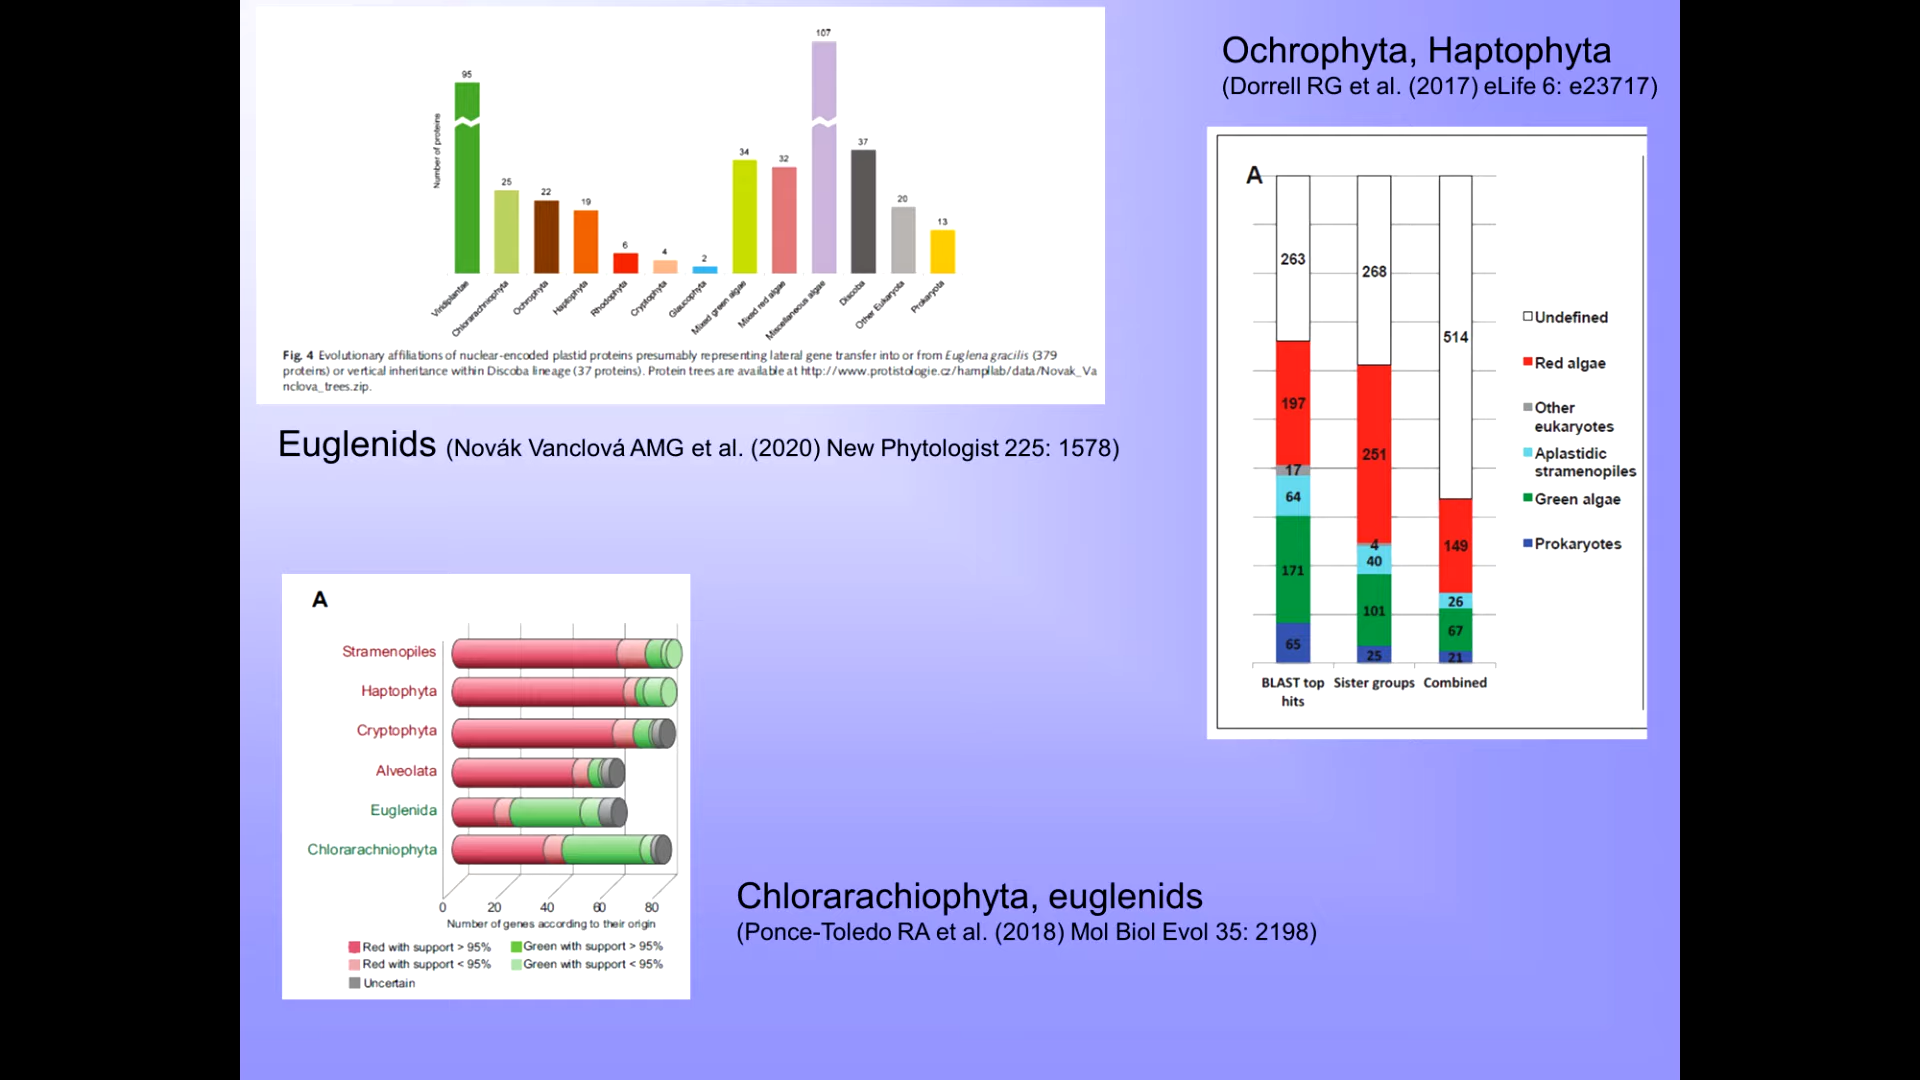 107
95
37
34
32
25
22
20
19
13
6
4
2
Number of proteins
Viridiplantae
Chlorarachniophyta
Ochrophyta
Haptophyta
Rhodophyta
Cryptophyta
Glaucophyta
Mixed green algae
Mixed red algae
Miscellaneous algae
Discoba
Other Eukaryota
Prokaryota
Fig. 4 Evolutionary affiliations of nuclear-encoded plastid proteins presumably representing lateral gene transfer into or from Euglena gracilis (379
proteins) or vertical inheritance within Discoba lineage (37 proteins). Protein trees are available at http://www.protistologie.cz/hampllab/data/Novak_Va
nclova_trees.zip.
Euglenids (Novák Vanclová AMG et al. (2020) New Phytologist 225: 1578)
Ochrophyta, Haptophyta
(Dorrell RG et al. (2017) eLife 6: e23717)
A
263
268
514
197
251
149
17
4
64
40
26
171
101
67
65
25
21
BLAST top
hits
Sister groups
Combined
Undefined
Red algae
Other
eukaryotes
Aplastidic
stramenopiles
Green algae
Prokaryotes
A
Stramenopiles
Haptophyta
Cryptophyta
Alveolata
Euglenida
Chlorarachniophyta
0 20 40 60 80
Number of genes according to their origin
Red with support > 95%
Green with support > 95%
Red with support < 95%
Green with support < 95%
Uncertain
Chlorarachiophyta, euglenids
(Ponce-Toledo RA et al. (2018) Mol Biol Evol 35: 2198)